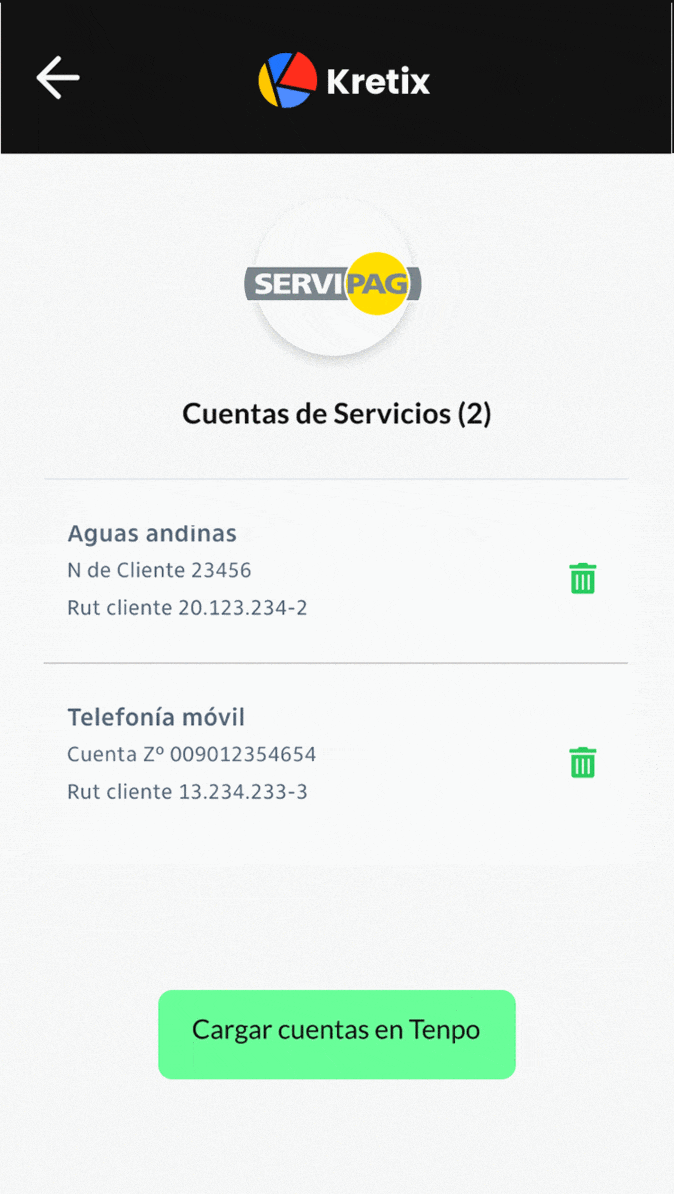 Kretix
SERVIPAG
Cuentas de Servicios (2)
Aguas andinas
N de Cliente 23456
Rut cliente 20.123.234-2
Telefonía móvil
Cuenta Zº 009012354654
Rut cliente 13.234.233-3
Cargar cuentas en Tenpo